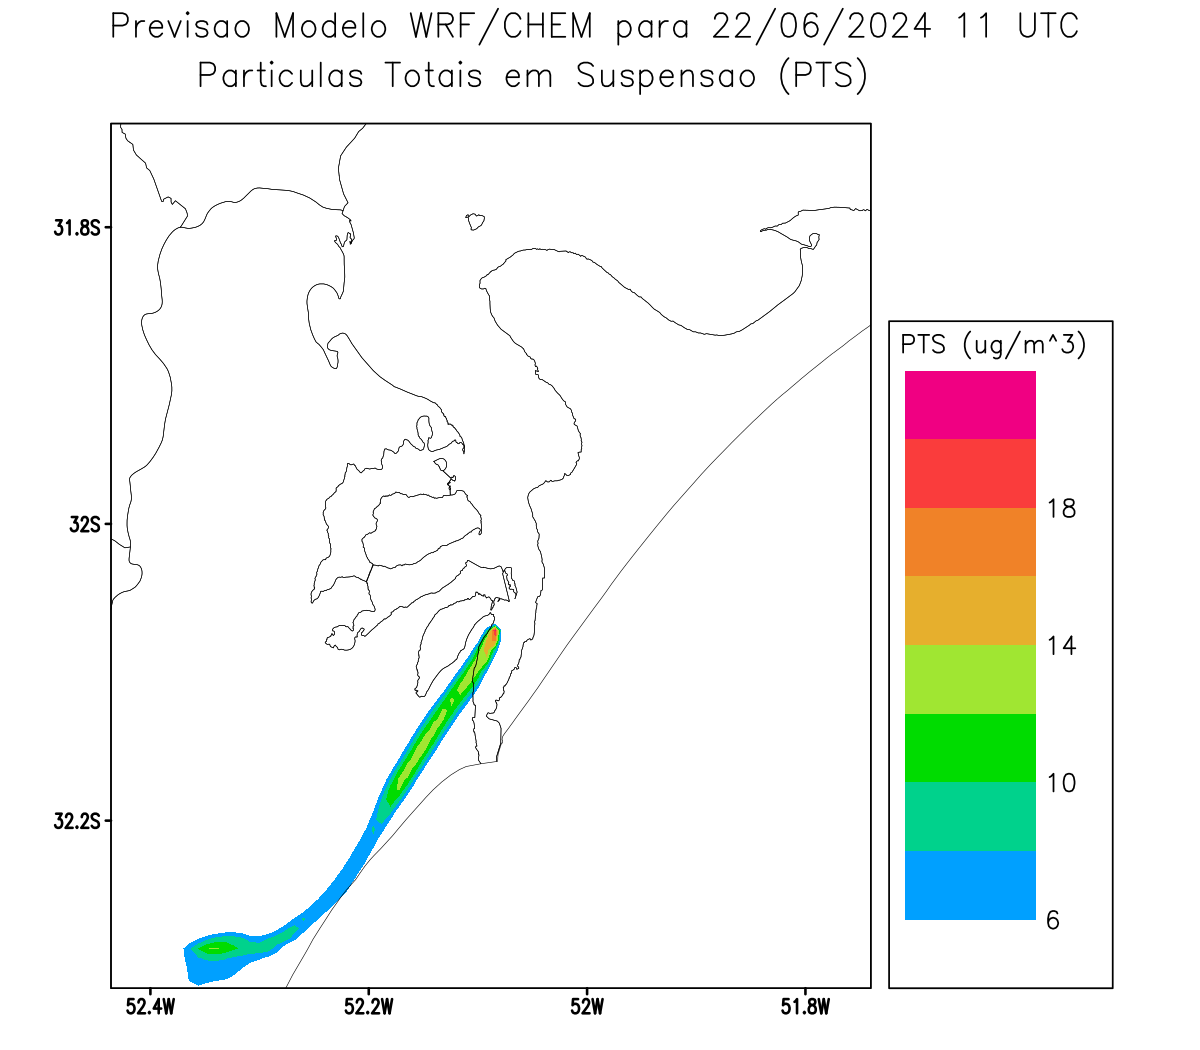 Previsao Modelo WRF/CHEM para 22/06/2024 11 UTC
Particulas Totais em Suspensao (PTS)
31.8S
32S
32.2S
52.4W
52.2W
52W
51.8W
PTS (ug/m^3)
18
14
10
6